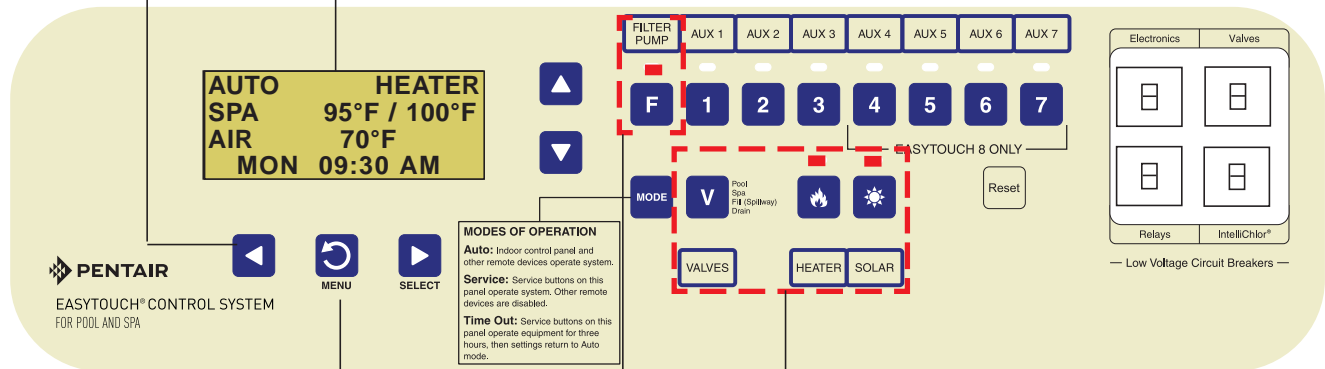 AUTO HEATER
SPA 95°F / 100°F
AIR 70°F
MON 09:30 AM
FILTER PUMP
AUX 1
AUX 2
AUX 3
AUX 4
AUX 5
AUX 6
AUX 7
F
1
2
3
4
5
6
7
EASYTOUCH 8 ONLY
MODE
V
Pool
Spa
Fill (Spillway)
Drain
Reset
VALVES
HEATER
SOLAR
MODES OF OPERATION
Auto: Indoor control panel and
other remote devices operate system.
Service: Service buttons on this
panel operate system. Other remote
devices are disabled.
Time Out: Service buttons on this
panel operate equipment for three
hours, then settings return to Auto
mode.
MENU
SELECT
PENTAIR
EASYTOUCH® CONTROL SYSTEM
FOR POOL AND SPA
Electronics
Valves
Relays
IntelliChlor®
Low Voltage Circuit Breakers